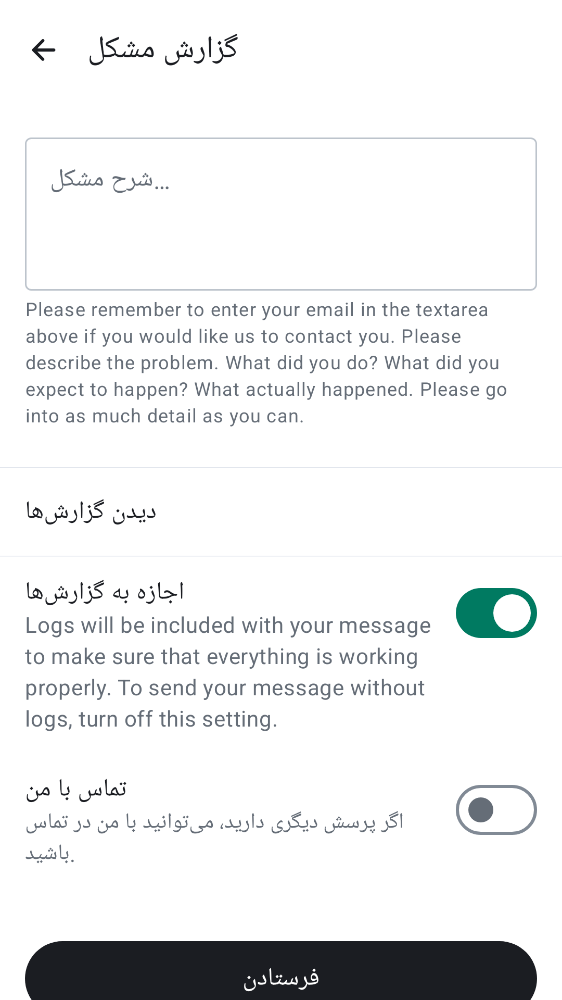 گزارش مشکل
شرح مشکل...
Please remember to enter your email in the textarea
above if you would like us to contact you. Please
describe the problem. What did you do? What did you
expect to happen? What actually happened. Please go
into as much detail as you can.
دیدن گزارش‌ها
اجازه به گزارش‌ها
Logs will be included with your message
to make sure that everything is working
properly. To send your message without
logs, turn off this setting.
تماس با من
اگر پرسش دیگری دارید، می‌توانید با من در تماس
باشید.
فرستادن